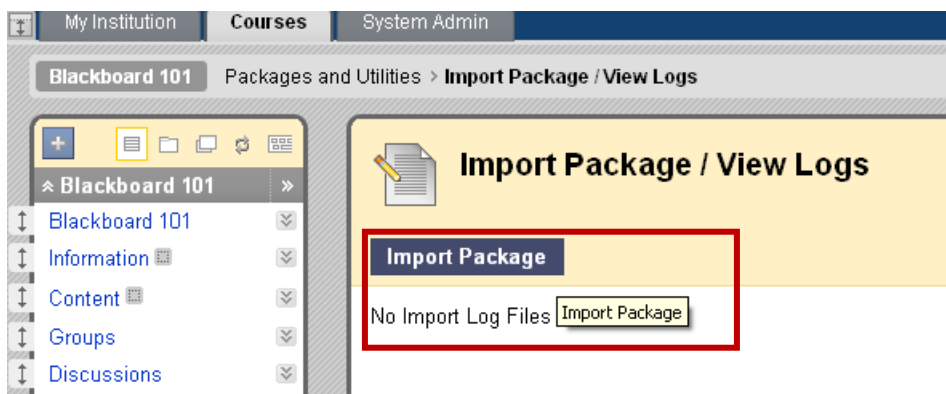 My Institution Courses System Admin
Blackboard 101 Packages and Utilities > Import Package / View Logs
Blackboard 101
Blackboard 101
Information
Content
Groups
Discussions
Import Package / View Logs
Import Package
No Import Log Files
Import Package